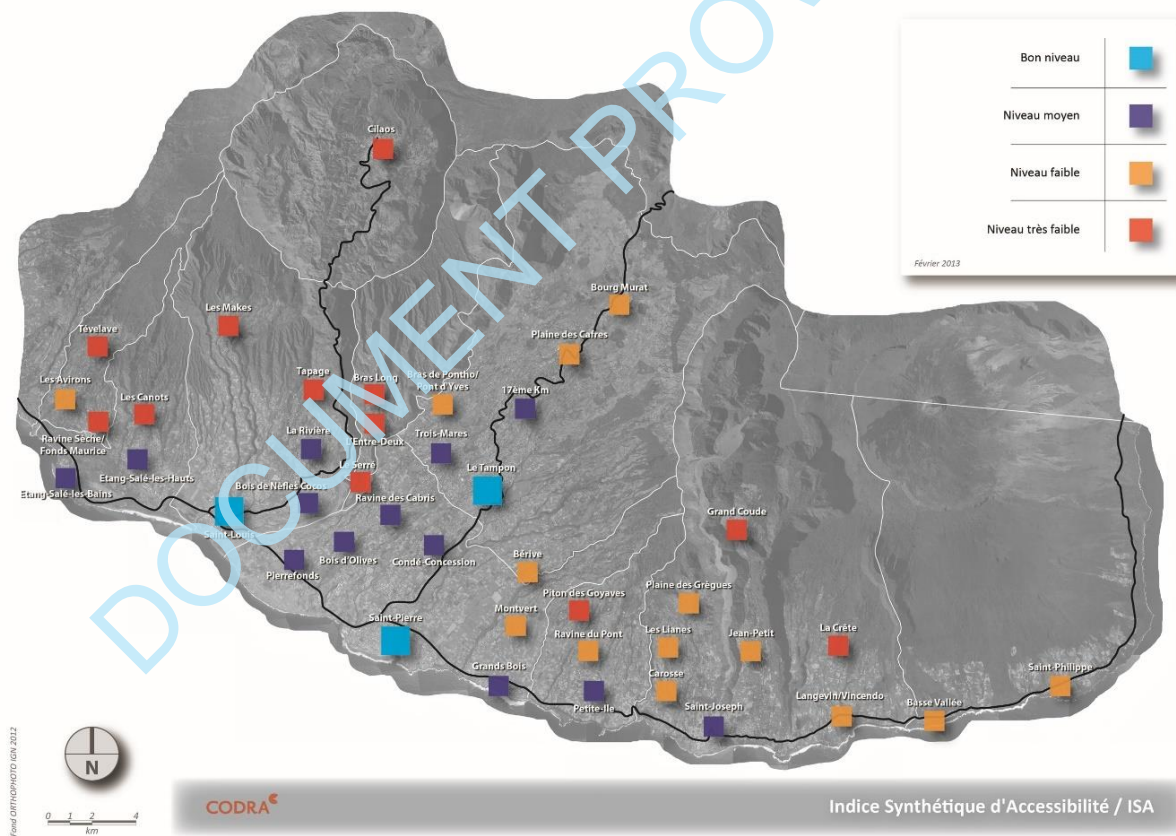 DOCUMENT PROV
Bon niveau
Niveau moyen
Niveau faible
Niveau très faible
Février 2013
Cilaos
Bourg Murat
Les Makes
Tévelave
Plaine des Cafres
Tapage
Bras Long
Bras de Pontho/
Pont d'Yves
Les Avirons
Les Canots
17ème Km
Ravine Sèche/
Fonds Maurice
La Rivière
L'Entre-Deux
Trois-Mares
Etang-Salé-les-Hauts
Etang-Salé-les-Bains
Le Serré
Le Tampon
Bois de Nèfles Cocos
Ravine des Cabris
Saint-Louis
Grand Coude
Bois d'Olives
Condé-Concession
Pierrefonds
Bérive
Plaine des Grègues
Piton des Goyaves
Montvert
Saint-Pierre
Ravine du Pont
Les Lianes
Jean-Petit
La Crête
Grands Bois
Carosse
Saint-Philippe
Petite-Ile
Saint-Joseph
Langevin/Vincendo
Basse Vallée
Fond ORTHOPHOTO IGN 2012
N
0 1 2 4
km
CODRA
Indice Synthétique d'Accessibilité / ISA